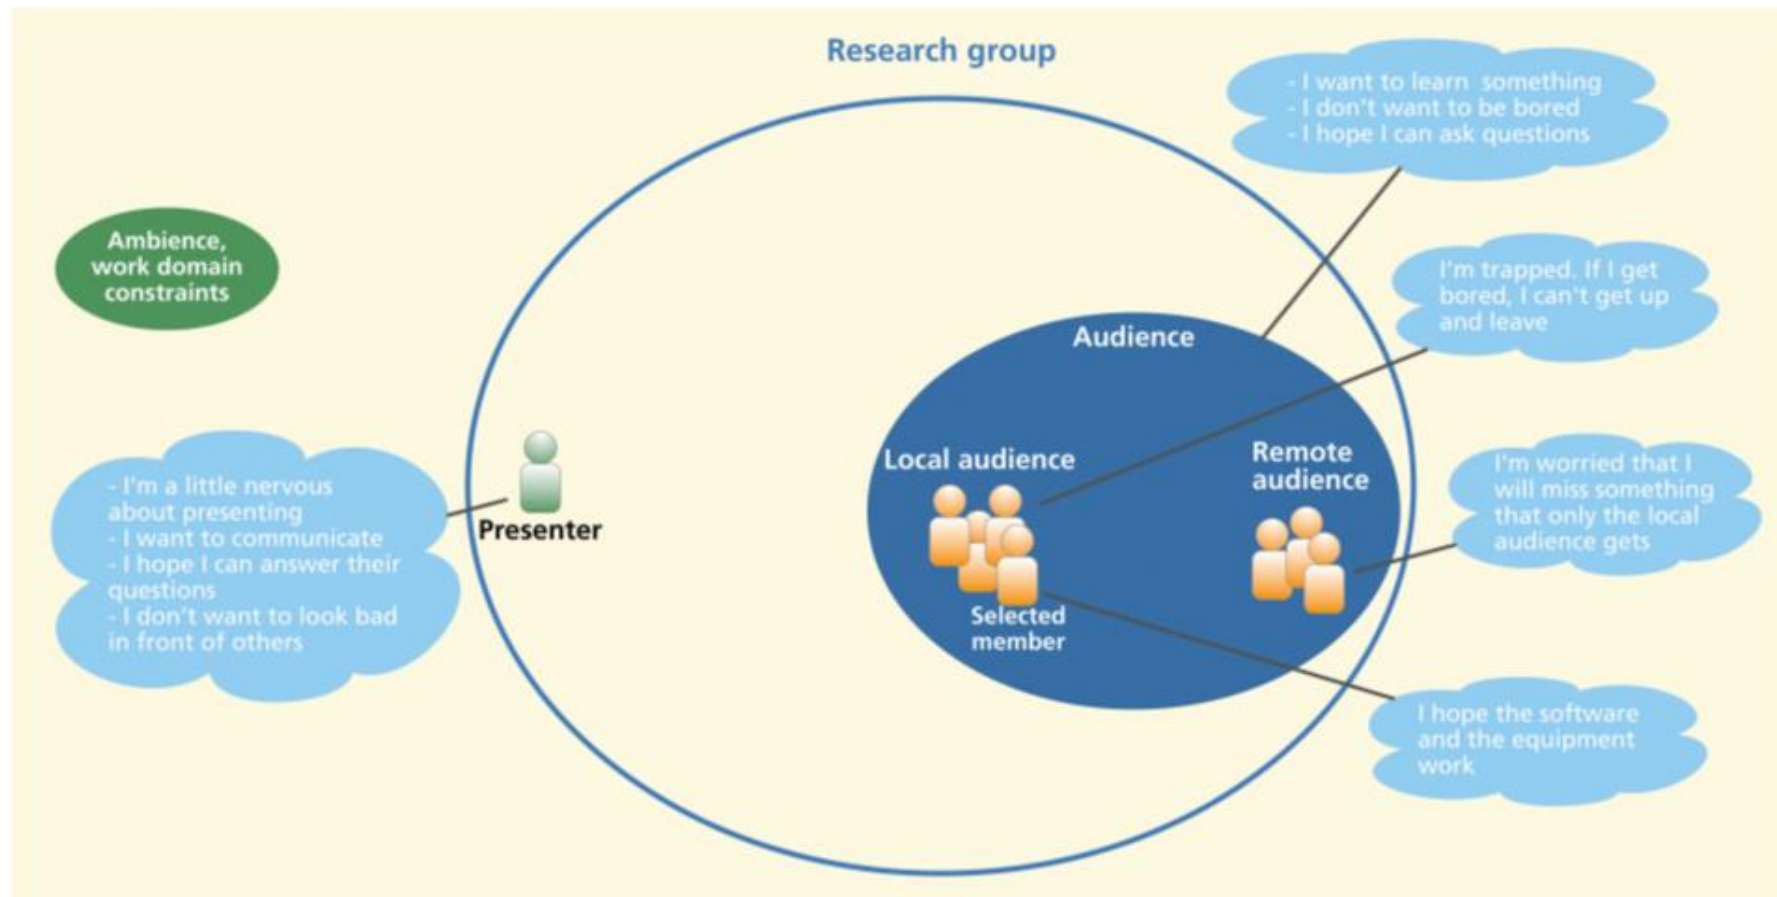 Research group
- I want to learn something
- I don't want to be bored
- I hope I can ask questions
Ambience,
work domain
constraints
I'm trapped. If I get
bored, I can't get up
and leave
Audience
Local audience
Remote
audience
I'm worried that I
will miss something
that only the local
audience gets
- I'm a little nervous
about presenting
- I want to communicate
- I hope I can answer their
questions
- I don't want to look bad
in front of others
Presenter
Selected
member
I hope the software
and the equipment
work